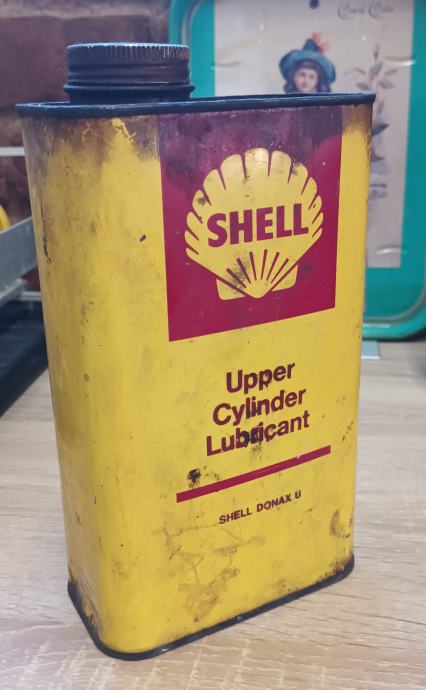 SHELL
Upper
Cylinder
Lubricant
SHELL DONAX U